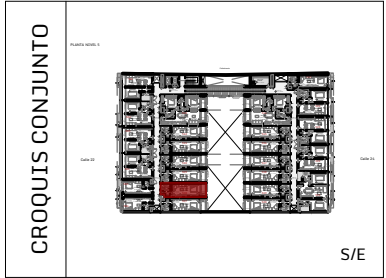 CROQUIS CONJUNTO
PLANTA NIVEL 5
Calle 22
Calle 24
S/E